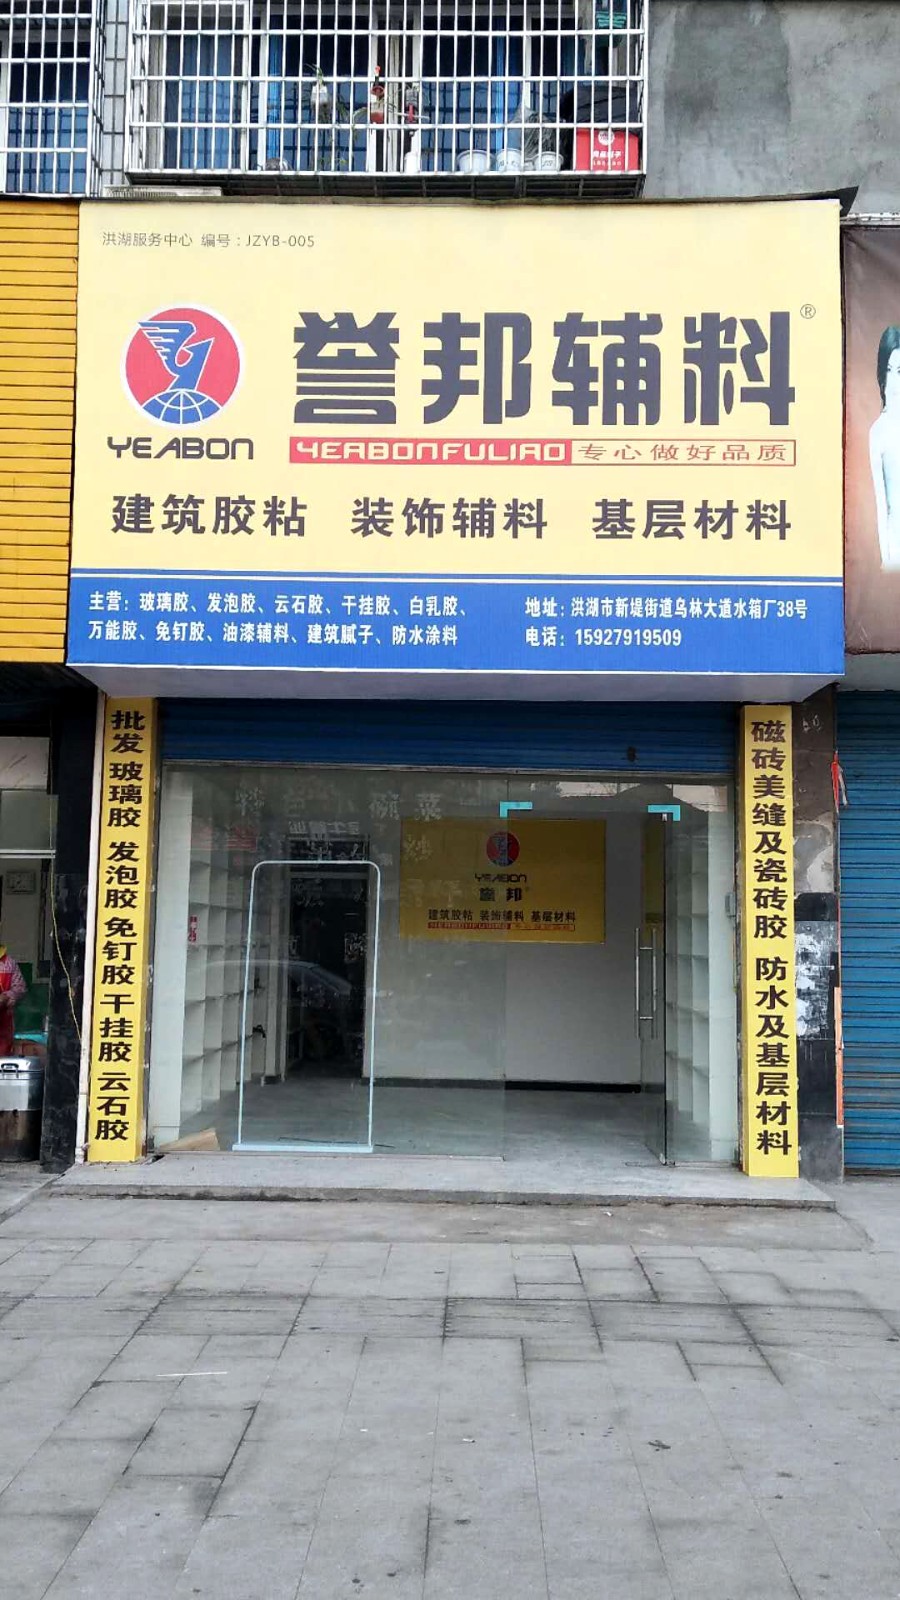 洪湖服务中心 编号：JZYB-005
誉邦辅料®
YEABON
YEABONFULIAO 专心做好品质
建筑胶粘 装饰辅料 基层材料
主营：玻璃胶、发泡胶、云石胶、干挂胶、白乳胶、
万能胶、免钉胶、油漆辅料、建筑腻子、防水涂料
地址：洪湖市新堤街道乌林大道水箱厂38号
电话：15927919509
批发 玻璃胶 发泡胶 免钉胶 干挂胶 云石胶
磁砖美缝及瓷砖胶 防水及基层材料
YEABON
誉邦
建筑胶粘 装饰辅料 基层材料
YEABONFULIAO 专心做好品质